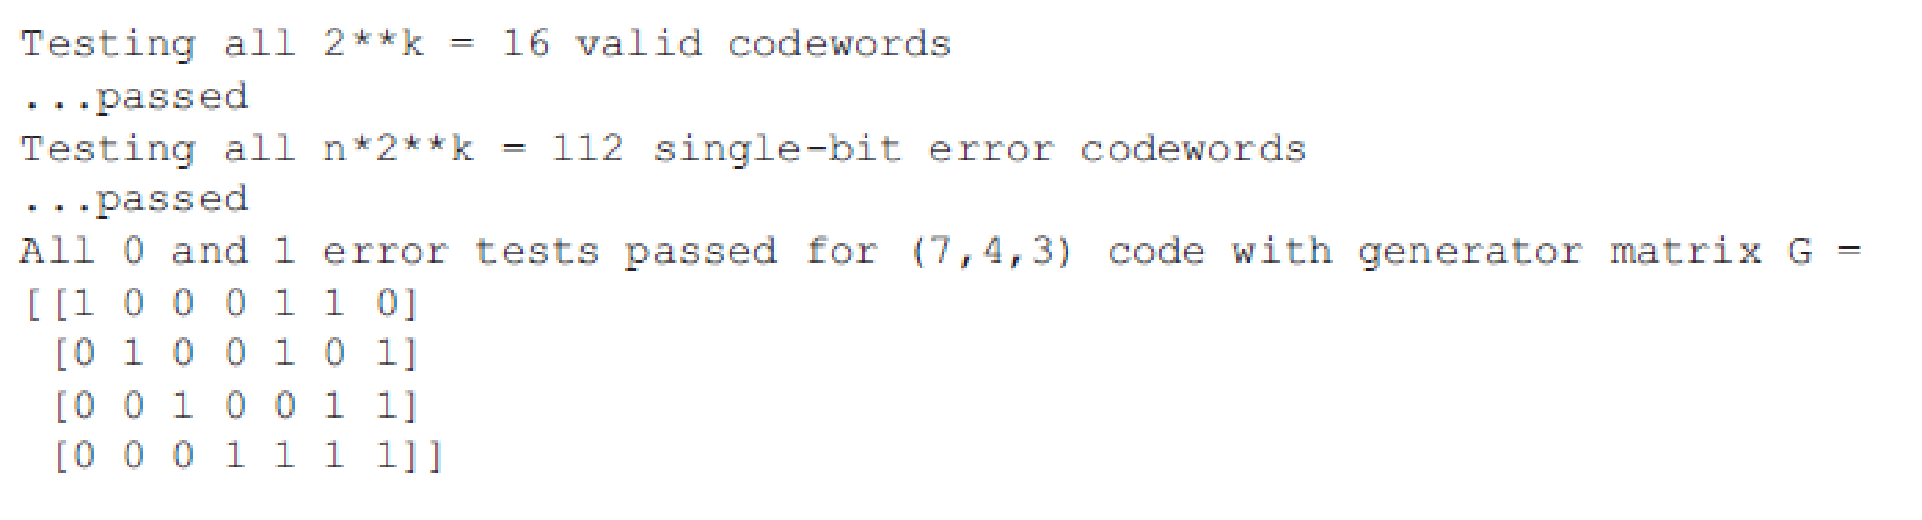 Testing all 2**k = 16 valid codewords
...passed
Testing all n*2**k = 112 single-bit error codewords
...passed
All 0 and 1 error tests passed for (7,4,3) code with generator matrix G =
[[1 0 0 0 1 1 0]
 [0 1 0 0 1 0 1]
 [0 0 1 0 0 1 1]
 [0 0 0 1 1 1 1]]